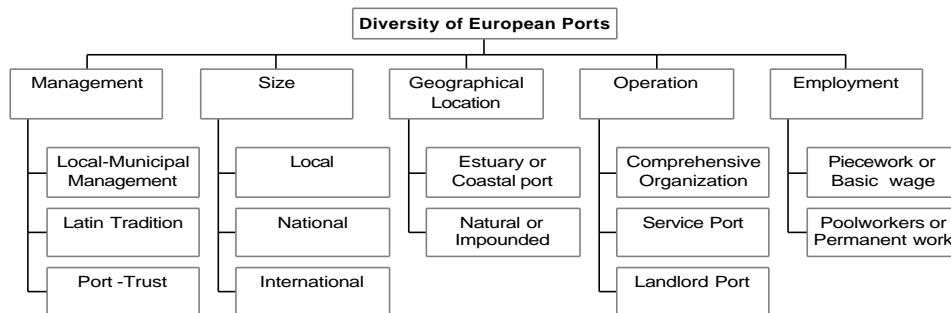 Diversity of European Ports
Management
Size
Geographical
Location
Operation
Employment
Local-Municipal
Management
Local
Estuary or
Coastal port
Comprehensive
Organization
Piecework or
Basic wage
Latin Tradition
National
Natural or
Impounded
Service Port
Poolworkers or
Permanent work
Port -Trust
International
Landlord Port